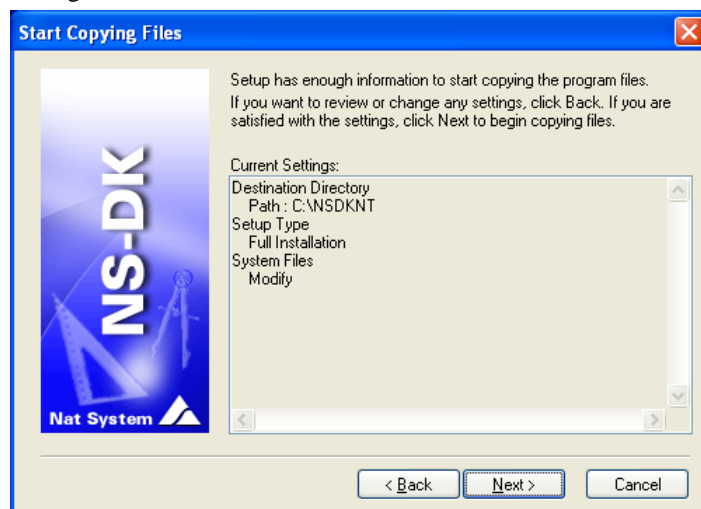 Start Copying Files
Setup has enough information to start copying the program files.
If you want to review or change any settings, click Back. If you are
satisfied with the settings, click Next to begin copying files.
Current Settings:
Destination Directory
Path : C:\NSDKNT
Setup Type
Full Installation
System Files
Modify
NS-DK
Nat System
< Back
Next >
Cancel